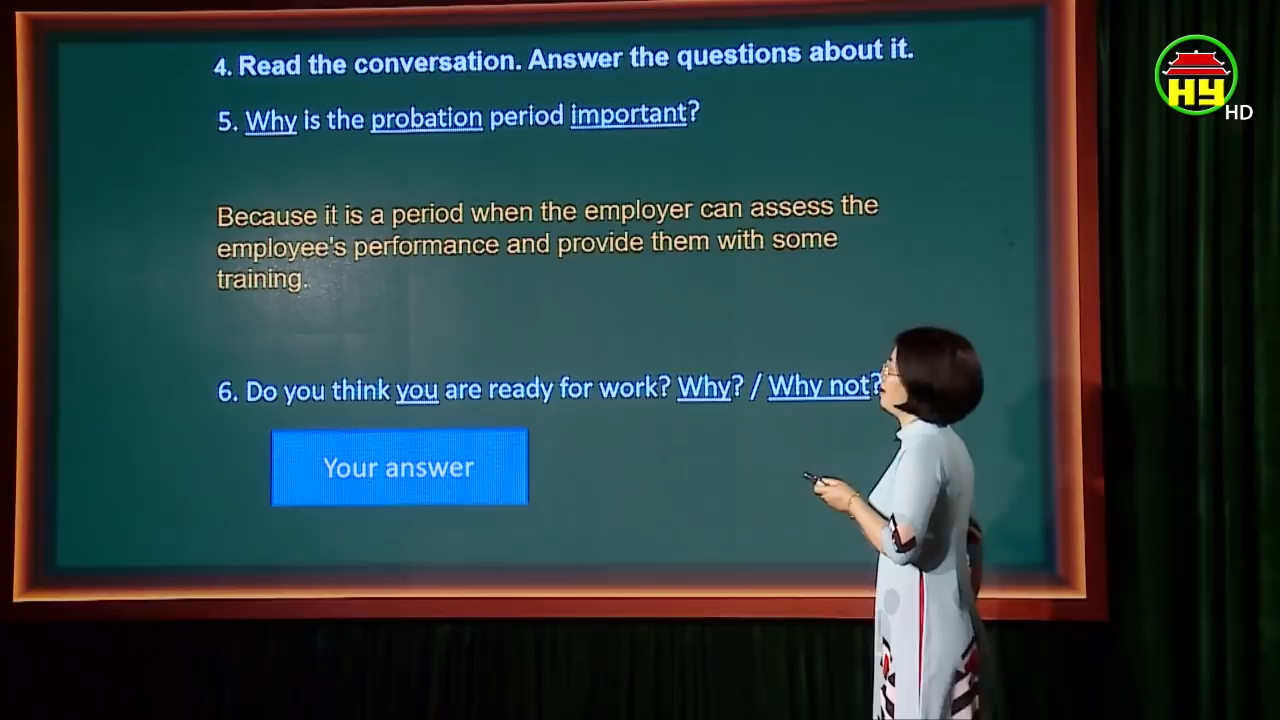 4. Read the conversation. Answer the questions about it.
5. Why is the probation period important?
Because it is a period when the employer can assess the
employee's performance and provide them with some
training.
6. Do you think you are ready for work? Why? / Why not?
Your answer
HY
HD